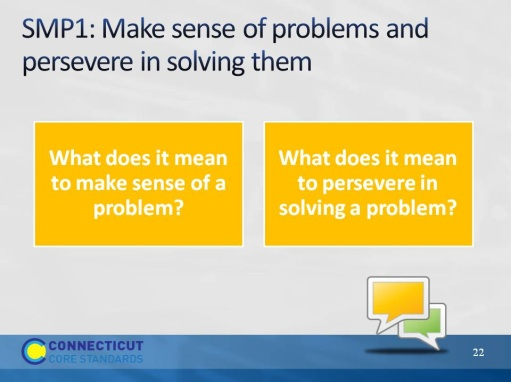 SMP1: Make sense of problems and
persevere in solving them
What does it mean
to make sense of a
problem?
What does it mean
to persevere in
solving a problem?
CONNECTICUT
CORE STANDARDS
22